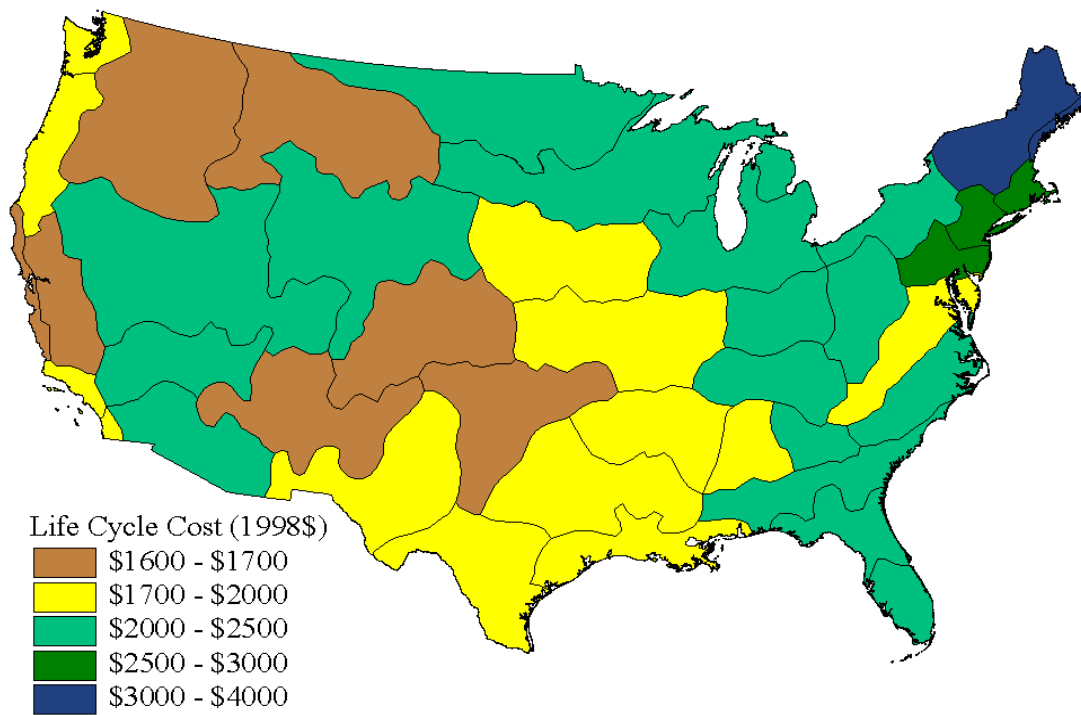 Life Cycle Cost (1998$)
$1600 - $1700
$1700 - $2000
$2000 - $2500
$2500 - $3000
$3000 - $4000